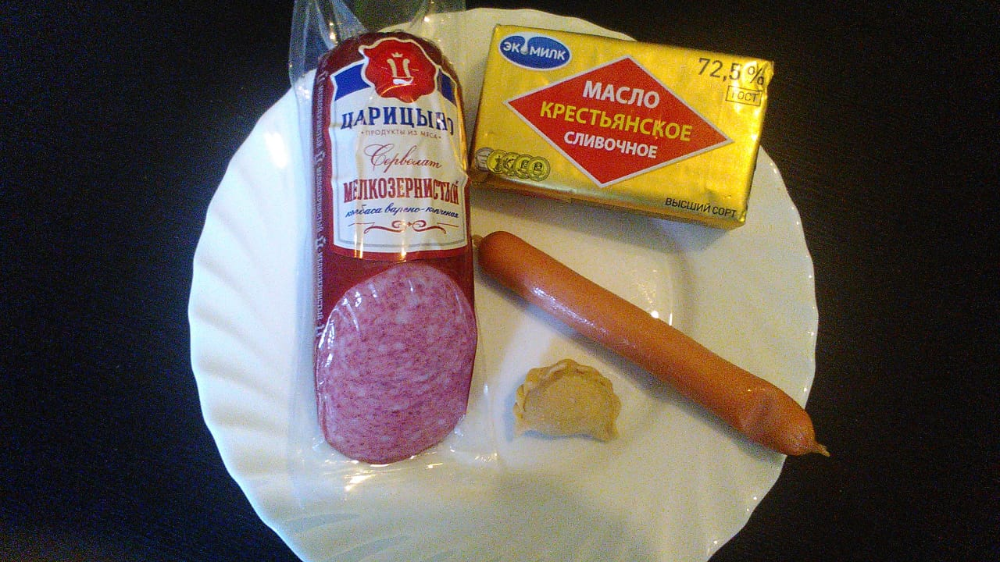 ЦАРИЦЫНО
• ПРОДУКТЫ ИЗ МЯСА •
Сервелат
МЕЛКОЗЕРНИСТЫЙ
колбаса варено-копченая
ЭКОМИЛК
72,5 %
ГОСТ
МАСЛО
КРЕСТЬЯНСКОЕ
СЛИВОЧНОЕ
ВЫСШИЙ СОРТ